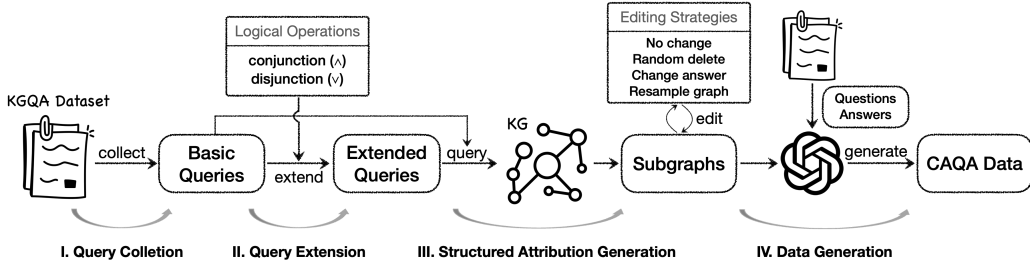 Logical Operations
conjunction (∧)
disjunction (∨)
Editing Strategies
No change
Random delete
Change answer
Resample graph
KGQA Dataset
collect
Basic
Queries
extend
Extended
Queries
query
KG
edit
Subgraphs
Questions
Answers
generate
CAQA Data
I. Query Colletion
II. Query Extension
III. Structured Attribution Generation
IV. Data Generation